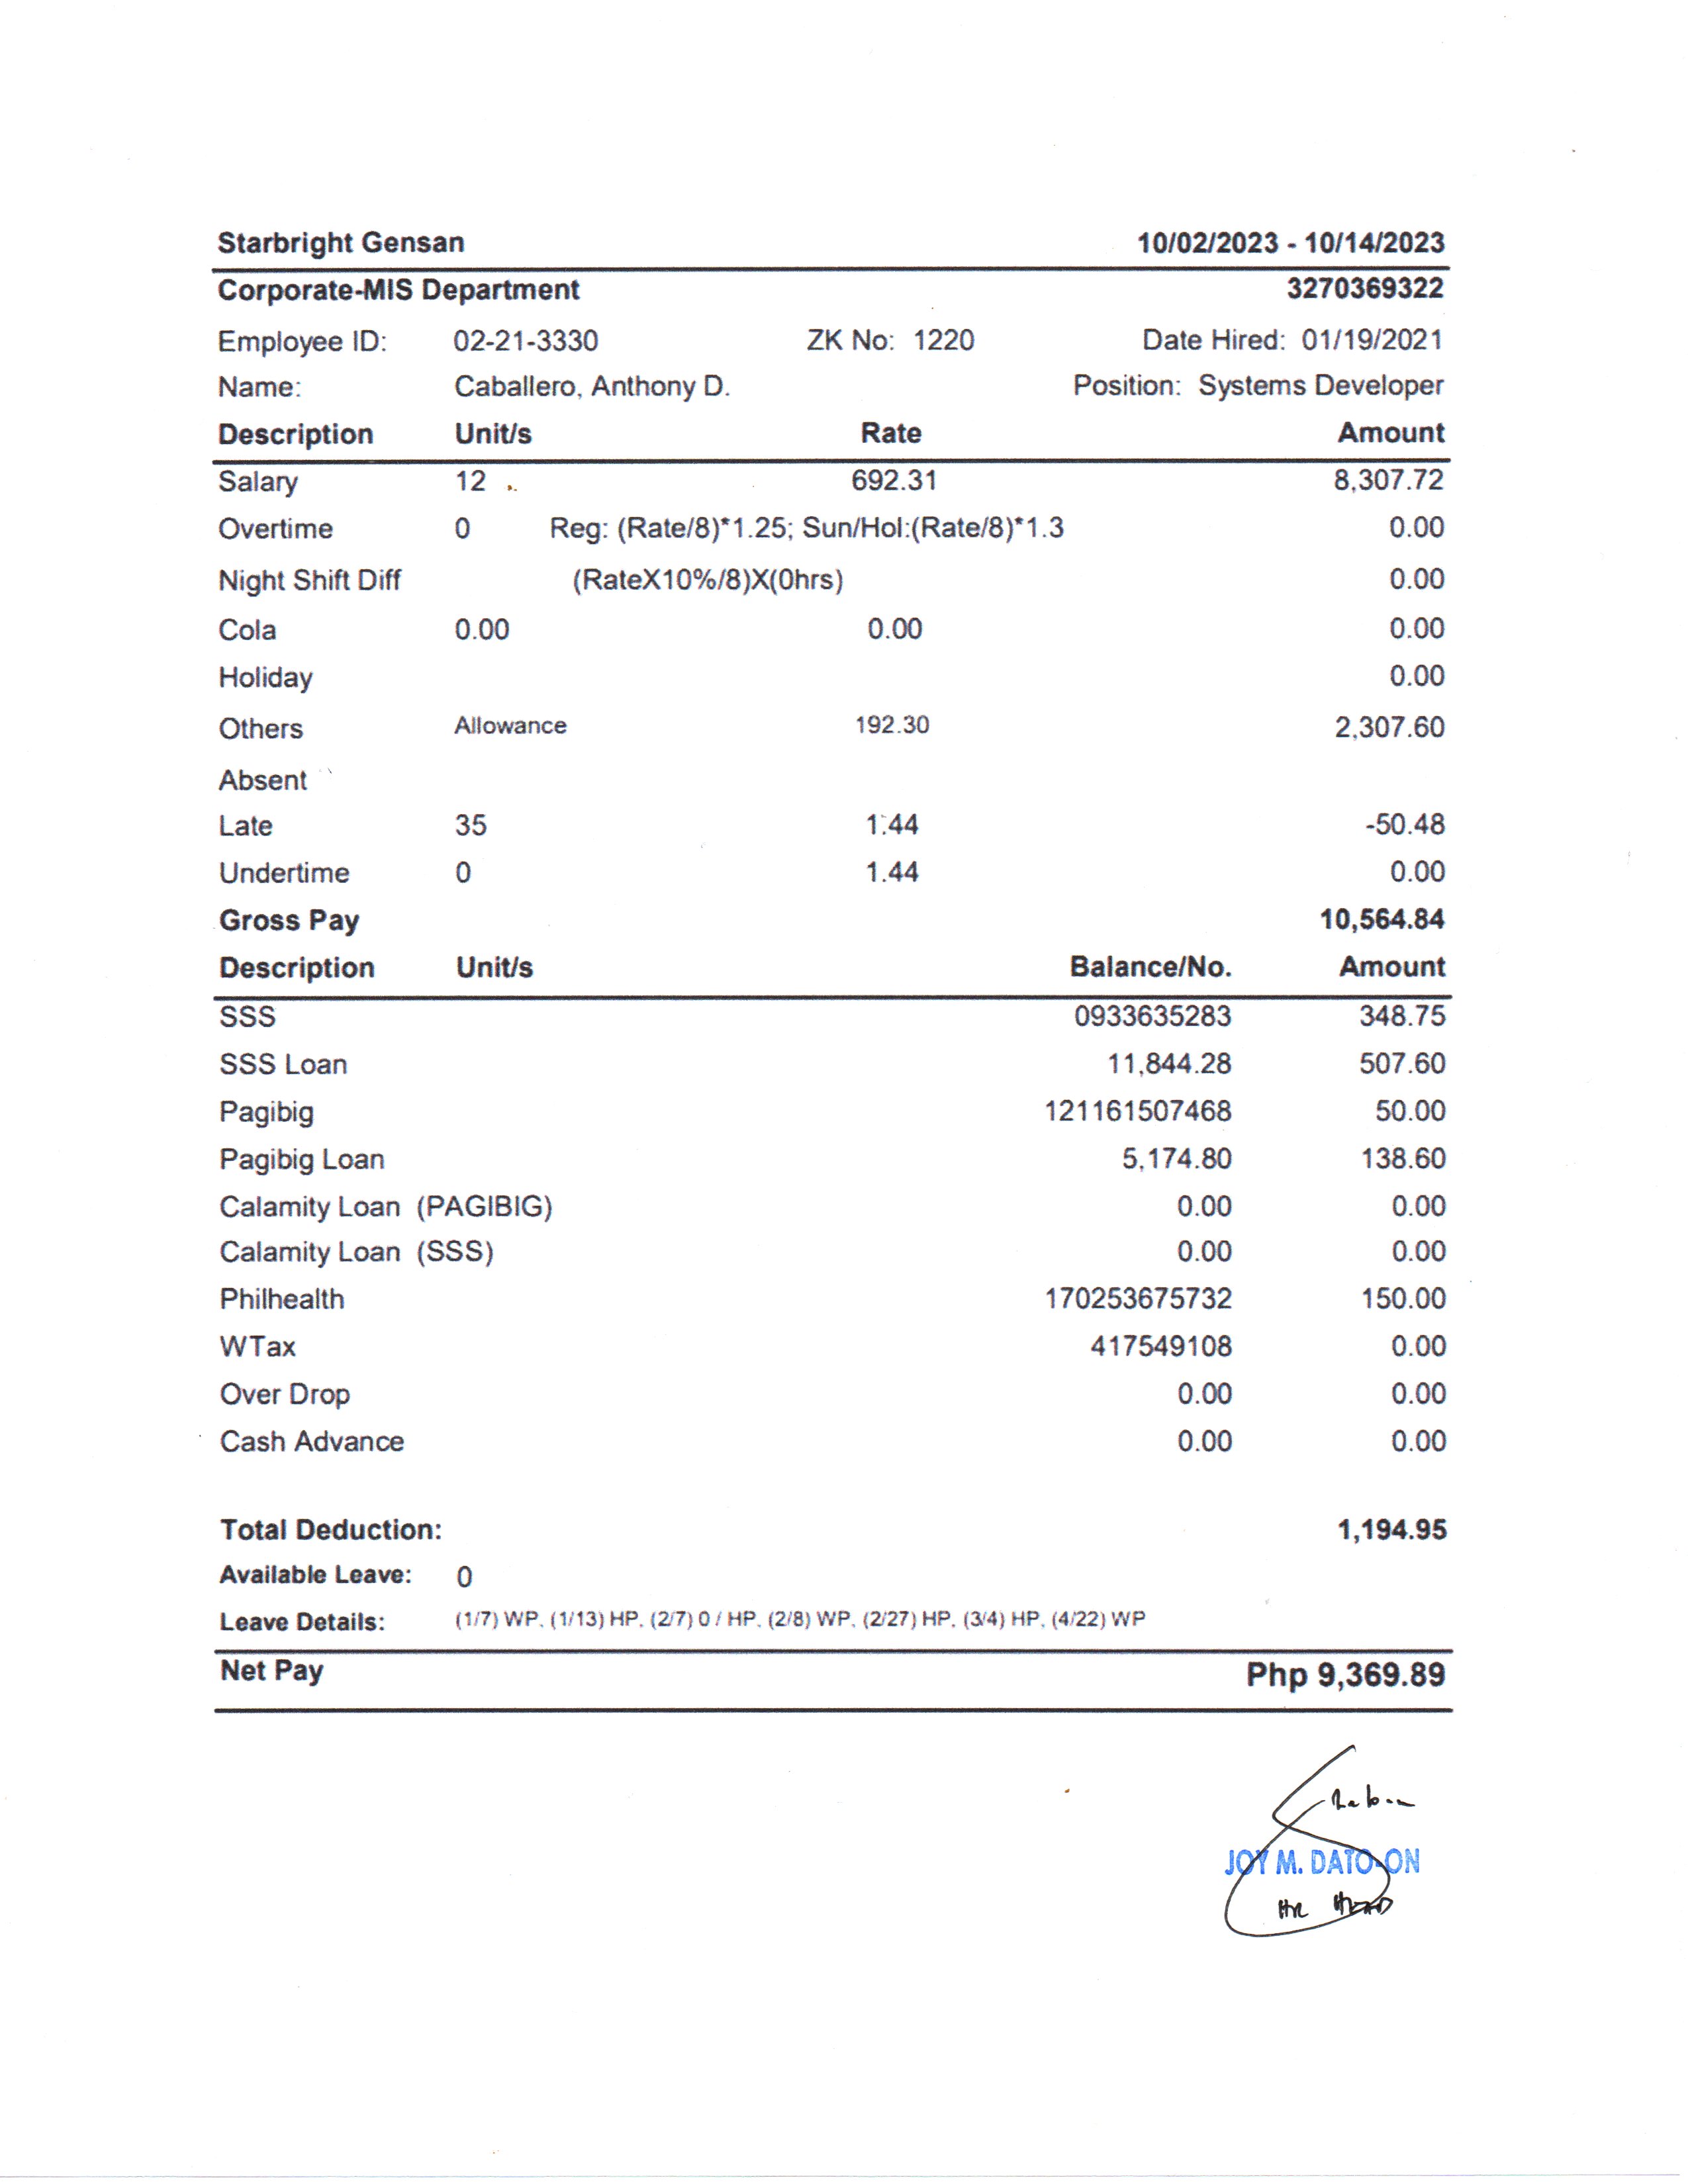 Starbright Gensan 10/02/2023 - 10/14/2023
Corporate-MIS Department 3270369322
Employee ID: 02-21-3330 ZK No: 1220 Date Hired: 01/19/2021
Name: Caballero, Anthony D. Position: Systems Developer
Description Unit/s Rate Amount
Salary 12 692.31 8,307.72
Overtime 0 Reg: (Rate/8)*1.25; Sun/Hol:(Rate/8)*1.3 0.00
Night Shift Diff (RateX10%/8)X(0hrs) 0.00
Cola 0.00 0.00 0.00
Holiday 0.00
Others Allowance 192.30 2,307.60
Absent
Late 35 1.44 -50.48
Undertime 0 1.44 0.00
Gross Pay 10,564.84
Description Unit/s Balance/No. Amount
SSS 0933635283 348.75
SSS Loan 11,844.28 507.60
Pagibig 121161507468 50.00
Pagibig Loan 5,174.80 138.60
Calamity Loan (PAGIBIG) 0.00 0.00
Calamity Loan (SSS) 0.00 0.00
Philhealth 170253675732 150.00
WTax 417549108 0.00
Over Drop 0.00 0.00
Cash Advance 0.00 0.00
Total Deduction: 1,194.95
Available Leave: 0
Leave Details: (1/7) WP, (1/13) HP, (2/7) 0 / HP, (2/8) WP, (2/27) HP, (3/4) HP, (4/22) WP
Net Pay Php 9,369.89
JOY M. DATO-ON
HR HEAD